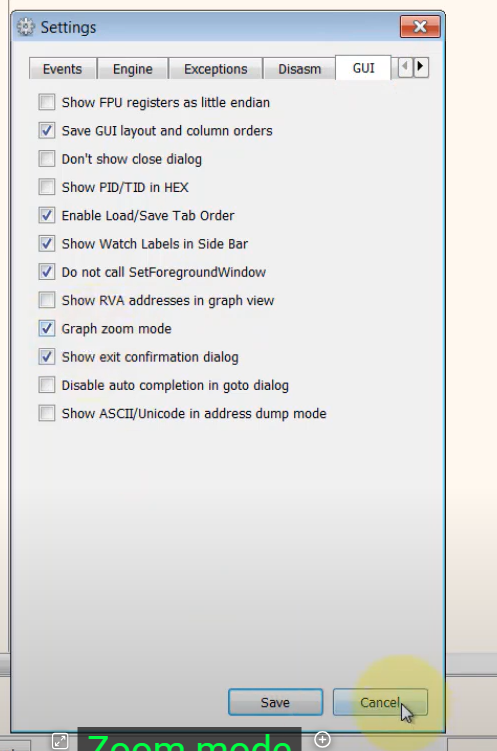 Settings
Events Engine Exceptions Disasm GUI
Show FPU registers as little endian
Save GUI layout and column orders
Don't show close dialog
Show PID/TID in HEX
Enable Load/Save Tab Order
Show Watch Labels in Side Bar
Do not call SetForegroundWindow
Show RVA addresses in graph view
Graph zoom mode
Show exit confirmation dialog
Disable auto completion in goto dialog
Show ASCII/Unicode in address dump mode
Save Cancel
Zoom mode